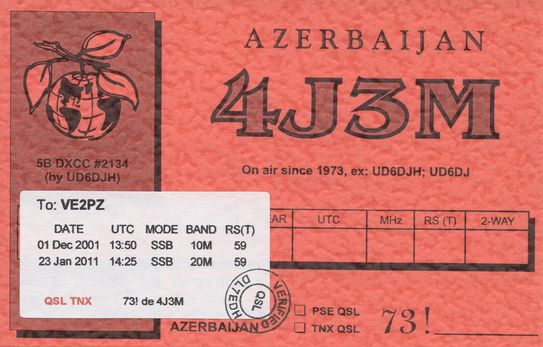 AZERBAIJAN
4J3M
5B DXCC #2134
(by UD6DJH)
On air since 1973, ex: UD6DJH; UD6DJ
To: VE2PZ
DATE UTC MODE BAND RS(T)
01 Dec 2001 13:50 SSB 10M 59
23 Jan 2011 14:25 SSB 20M 59
QSL TNX 73! de 4J3M
EAR UTC MHz RS (T) 2-WAY
VERIFIED
DL7EDH
QSL
AZERBAIJAN
PSE QSL
TNX QSL
73!